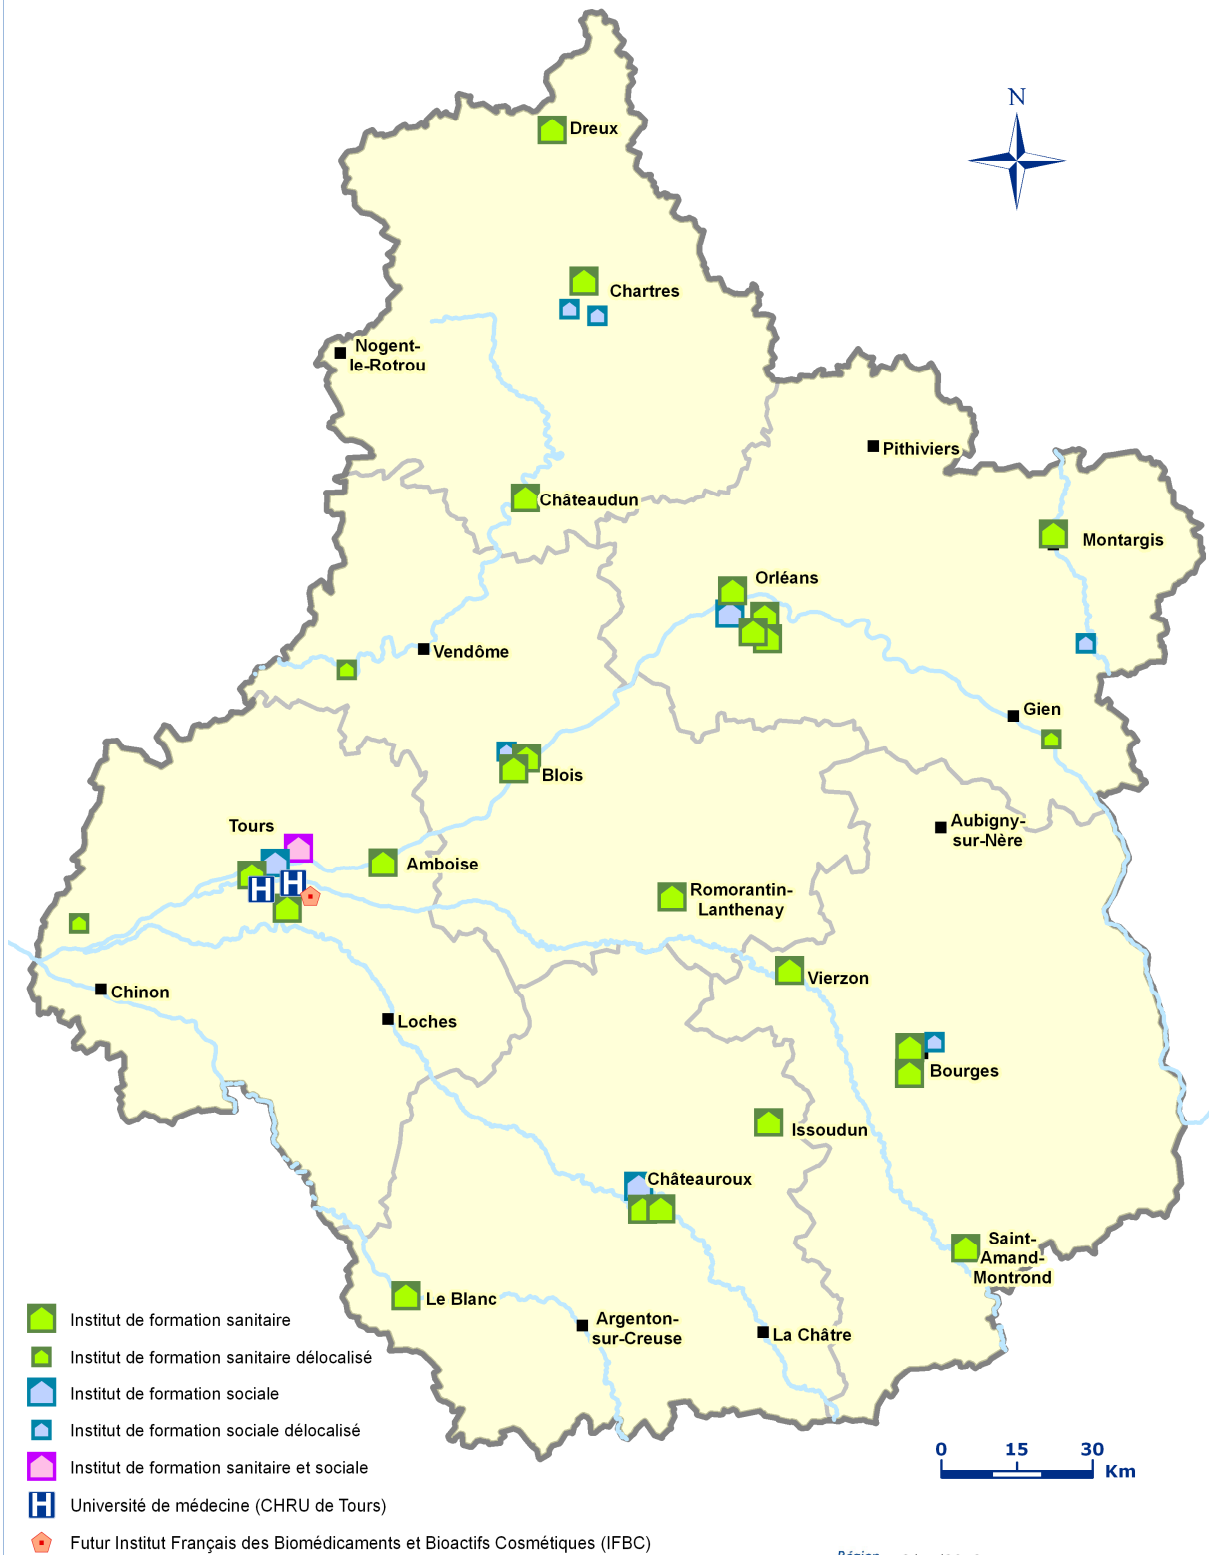 N
Dreux
Chartres
Nogent-
le-Rotrou
Pithiviers
Châteaudun
Montargis
Orléans
Vendôme
Gien
Blois
Tours
Aubigny-
sur-Nère
Amboise
Romorantin-
Lanthenay
Vierzon
Chinon
Loches
Bourges
Issoudun
Châteauroux
Saint-
Amand-
Montrond
Le Blanc
Argenton-
sur-Creuse
La Châtre
Institut de formation sanitaire
Institut de formation sanitaire délocalisé
Institut de formation sociale
Institut de formation sociale délocalisé
Institut de formation sanitaire et sociale
H Université de médecine (CHRU de Tours)
Futur Institut Français des Biomédicaments et Bioactifs Cosmétiques (IFBC)
0 15 30
Km
H
H
Région